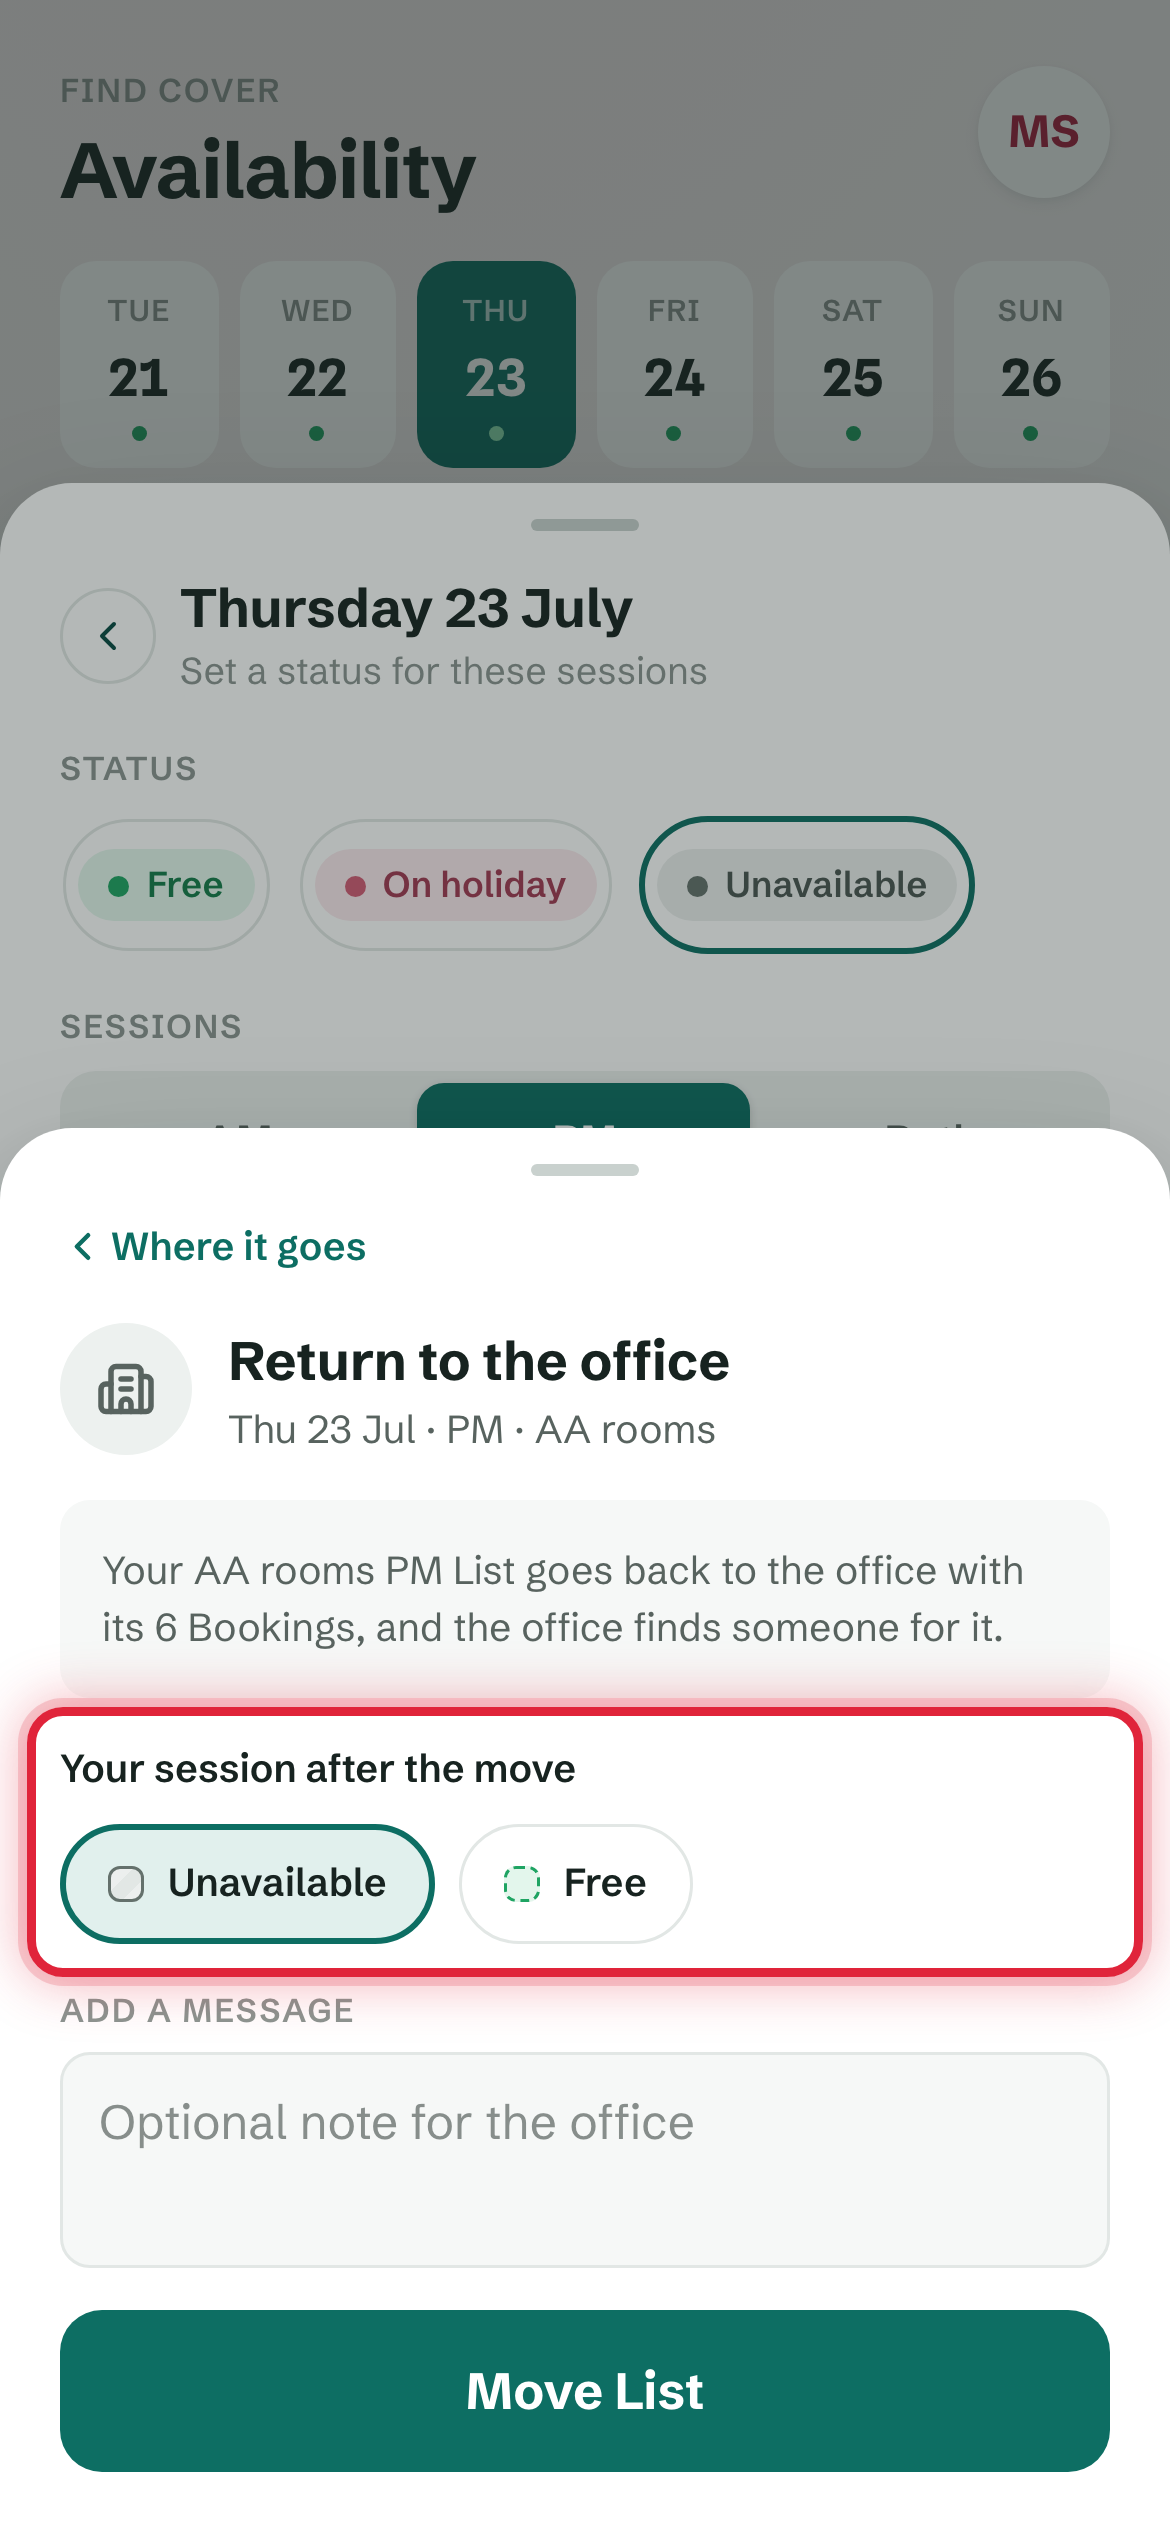 FIND COVER
Availability
MS
TUE
21
WED
22
THU
23
FRI
24
SAT
25
SUN
26
Thursday 23 July
Set a status for these sessions
STATUS
Free
On holiday
Unavailable
SESSIONS
Where it goes
Return to the office
Thu 23 Jul · PM · AA rooms
Your AA rooms PM List goes back to the office with
its 6 Bookings, and the office finds someone for it.
Your session after the move
Unavailable
Free
ADD A MESSAGE
Optional note for the office
Move List